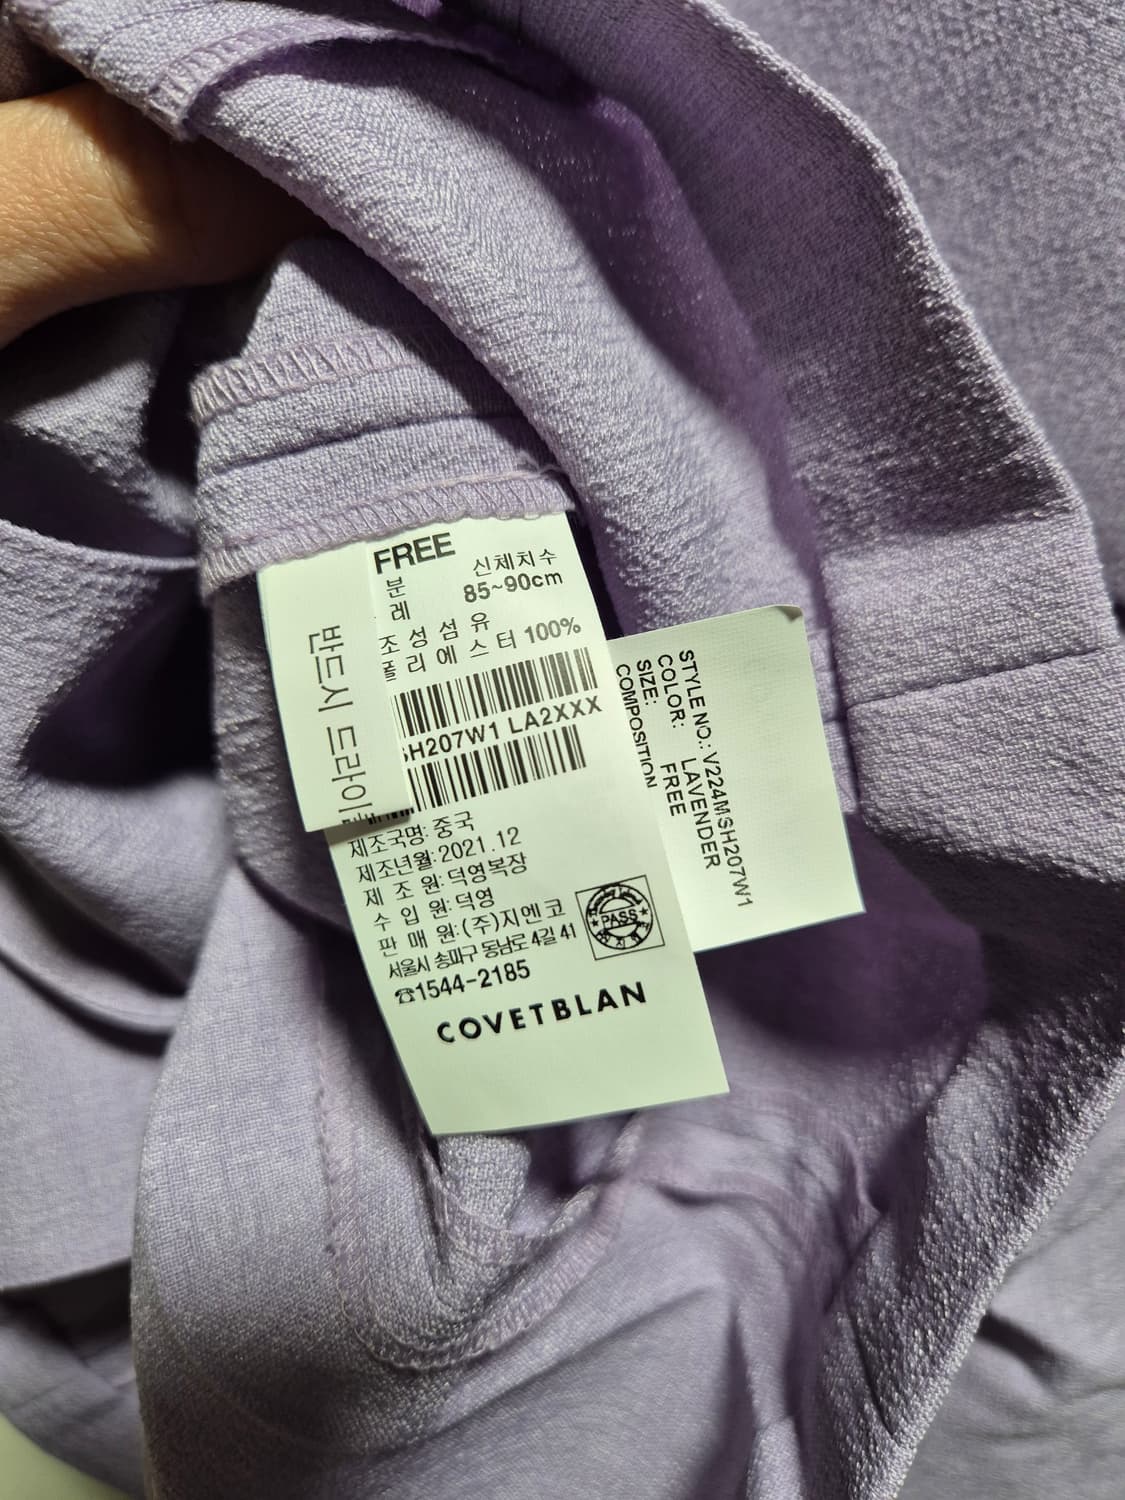 FREE
신체치수
85~90cm
분
레
조 성 섬 유
폴 리 에 스 터 100%
SH207W1 LA2XXX
제조국명: 중국
제조년월: 2021.12
제 조 원: 덕영복장
수 입 원: 덕영
판 매 원: (주)지엔코
서울시 송파구 동남로 4길 41
☎1544-2185
COVETBLAN
PASS
반드시 드라이
STYLE NO.: V224MSH207W1
COLOR: LAVENDER
SIZE: FREE
COMPOSITION